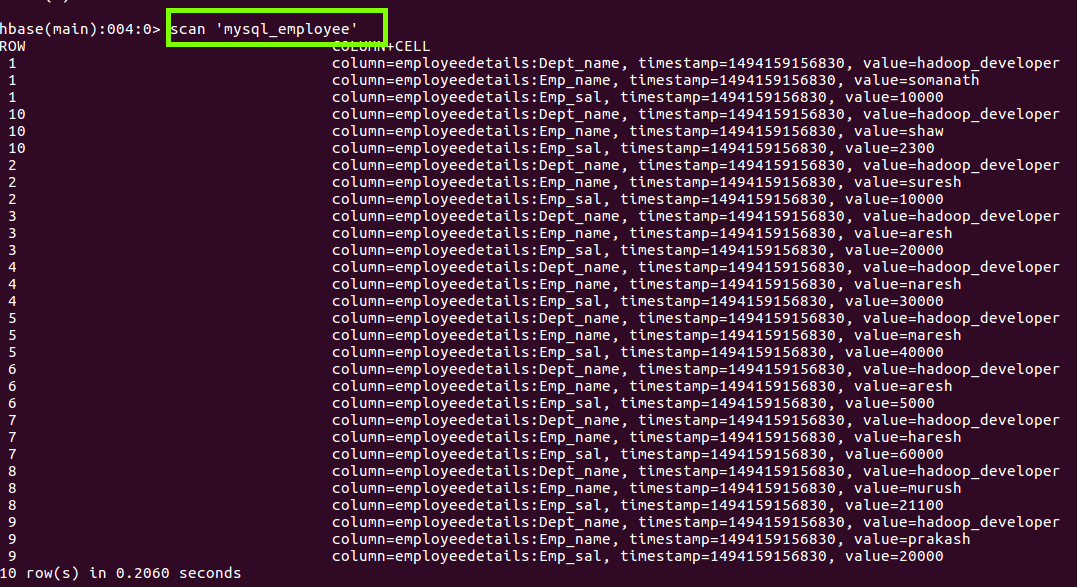 hbase(main):004:0> scan 'mysql_employee'
ROW COLUMN+CELL
1 column=employeedetails:Dept_name, timestamp=1494159156830, value=hadoop_developer
1 column=employeedetails:Emp_name, timestamp=1494159156830, value=somanath
1 column=employeedetails:Emp_sal, timestamp=1494159156830, value=10000
10 column=employeedetails:Dept_name, timestamp=1494159156830, value=hadoop_developer
10 column=employeedetails:Emp_name, timestamp=1494159156830, value=shaw
10 column=employeedetails:Emp_sal, timestamp=1494159156830, value=2300
2 column=employeedetails:Dept_name, timestamp=1494159156830, value=hadoop_developer
2 column=employeedetails:Emp_name, timestamp=1494159156830, value=suresh
2 column=employeedetails:Emp_sal, timestamp=1494159156830, value=10000
3 column=employeedetails:Dept_name, timestamp=1494159156830, value=hadoop_developer
3 column=employeedetails:Emp_name, timestamp=1494159156830, value=aresh
3 column=employeedetails:Emp_sal, timestamp=1494159156830, value=20000
4 column=employeedetails:Dept_name, timestamp=1494159156830, value=hadoop_developer
4 column=employeedetails:Emp_name, timestamp=1494159156830, value=naresh
4 column=employeedetails:Emp_sal, timestamp=1494159156830, value=30000
5 column=employeedetails:Dept_name, timestamp=1494159156830, value=hadoop_developer
5 column=employeedetails:Emp_name, timestamp=1494159156830, value=maresh
5 column=employeedetails:Emp_sal, timestamp=1494159156830, value=40000
6 column=employeedetails:Dept_name, timestamp=1494159156830, value=hadoop_developer
6 column=employeedetails:Emp_name, timestamp=1494159156830, value=aresh
6 column=employeedetails:Emp_sal, timestamp=1494159156830, value=5000
7 column=employeedetails:Dept_name, timestamp=1494159156830, value=hadoop_developer
7 column=employeedetails:Emp_name, timestamp=1494159156830, value=haresh
7 column=employeedetails:Emp_sal, timestamp=1494159156830, value=60000
8 column=employeedetails:Dept_name, timestamp=1494159156830, value=hadoop_developer
8 column=employeedetails:Emp_name, timestamp=1494159156830, value=murush
8 column=employeedetails:Emp_sal, timestamp=1494159156830, value=21100
9 column=employeedetails:Dept_name, timestamp=1494159156830, value=hadoop_developer
9 column=employeedetails:Emp_name, timestamp=1494159156830, value=prakash
9 column=employeedetails:Emp_sal, timestamp=1494159156830, value=20000
10 row(s) in 0.2060 seconds